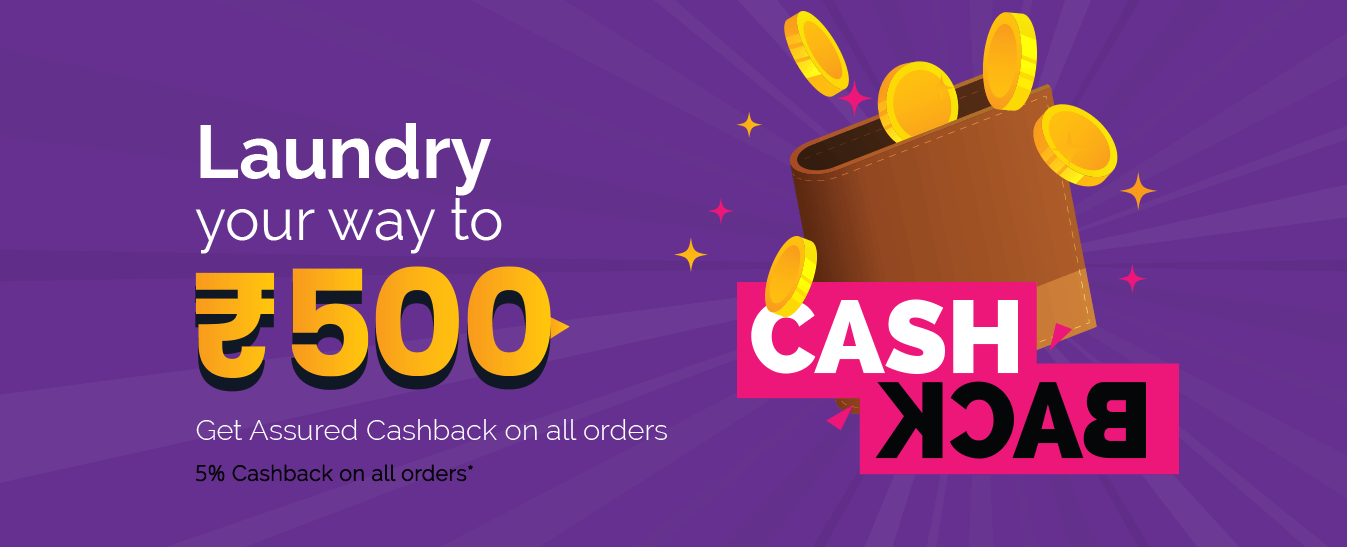 Laundry
your way to
₹500
Get Assured Cashback on all orders
5% Cashback on all orders*
CASH
BACK